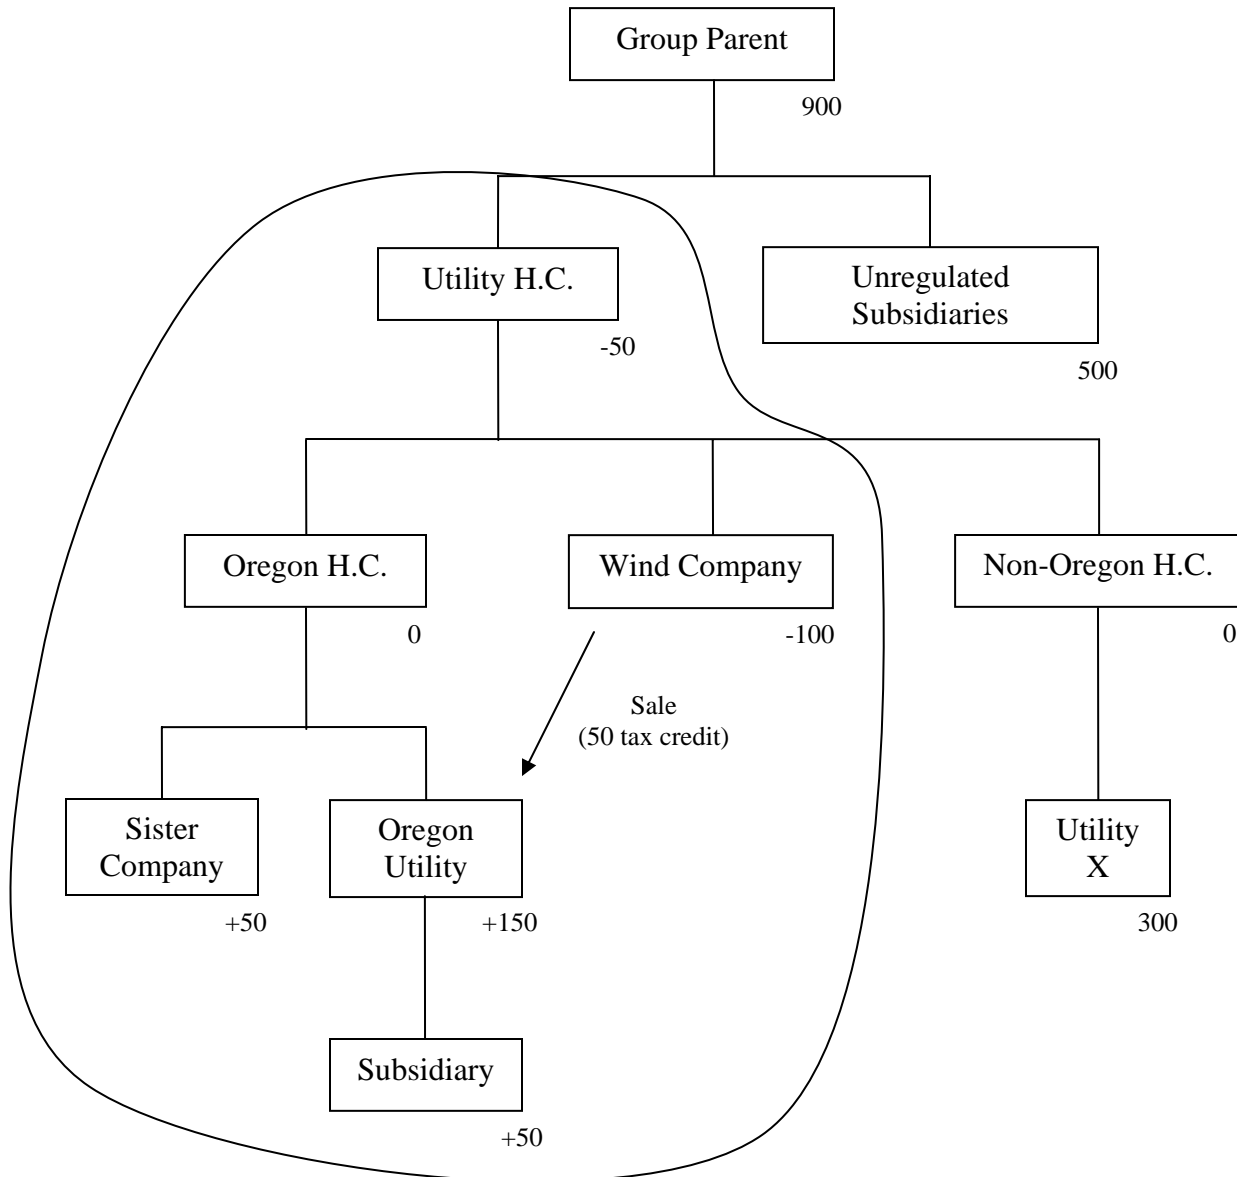 Group Parent
900
Utility H.C.
-50
Unregulated
Subsidiaries
500
Oregon H.C.
0
Wind Company
-100
Non-Oregon H.C.
0
Sale
(50 tax credit)
Sister
Company
+50
Oregon
Utility
+150
Utility
X
300
Subsidiary
+50